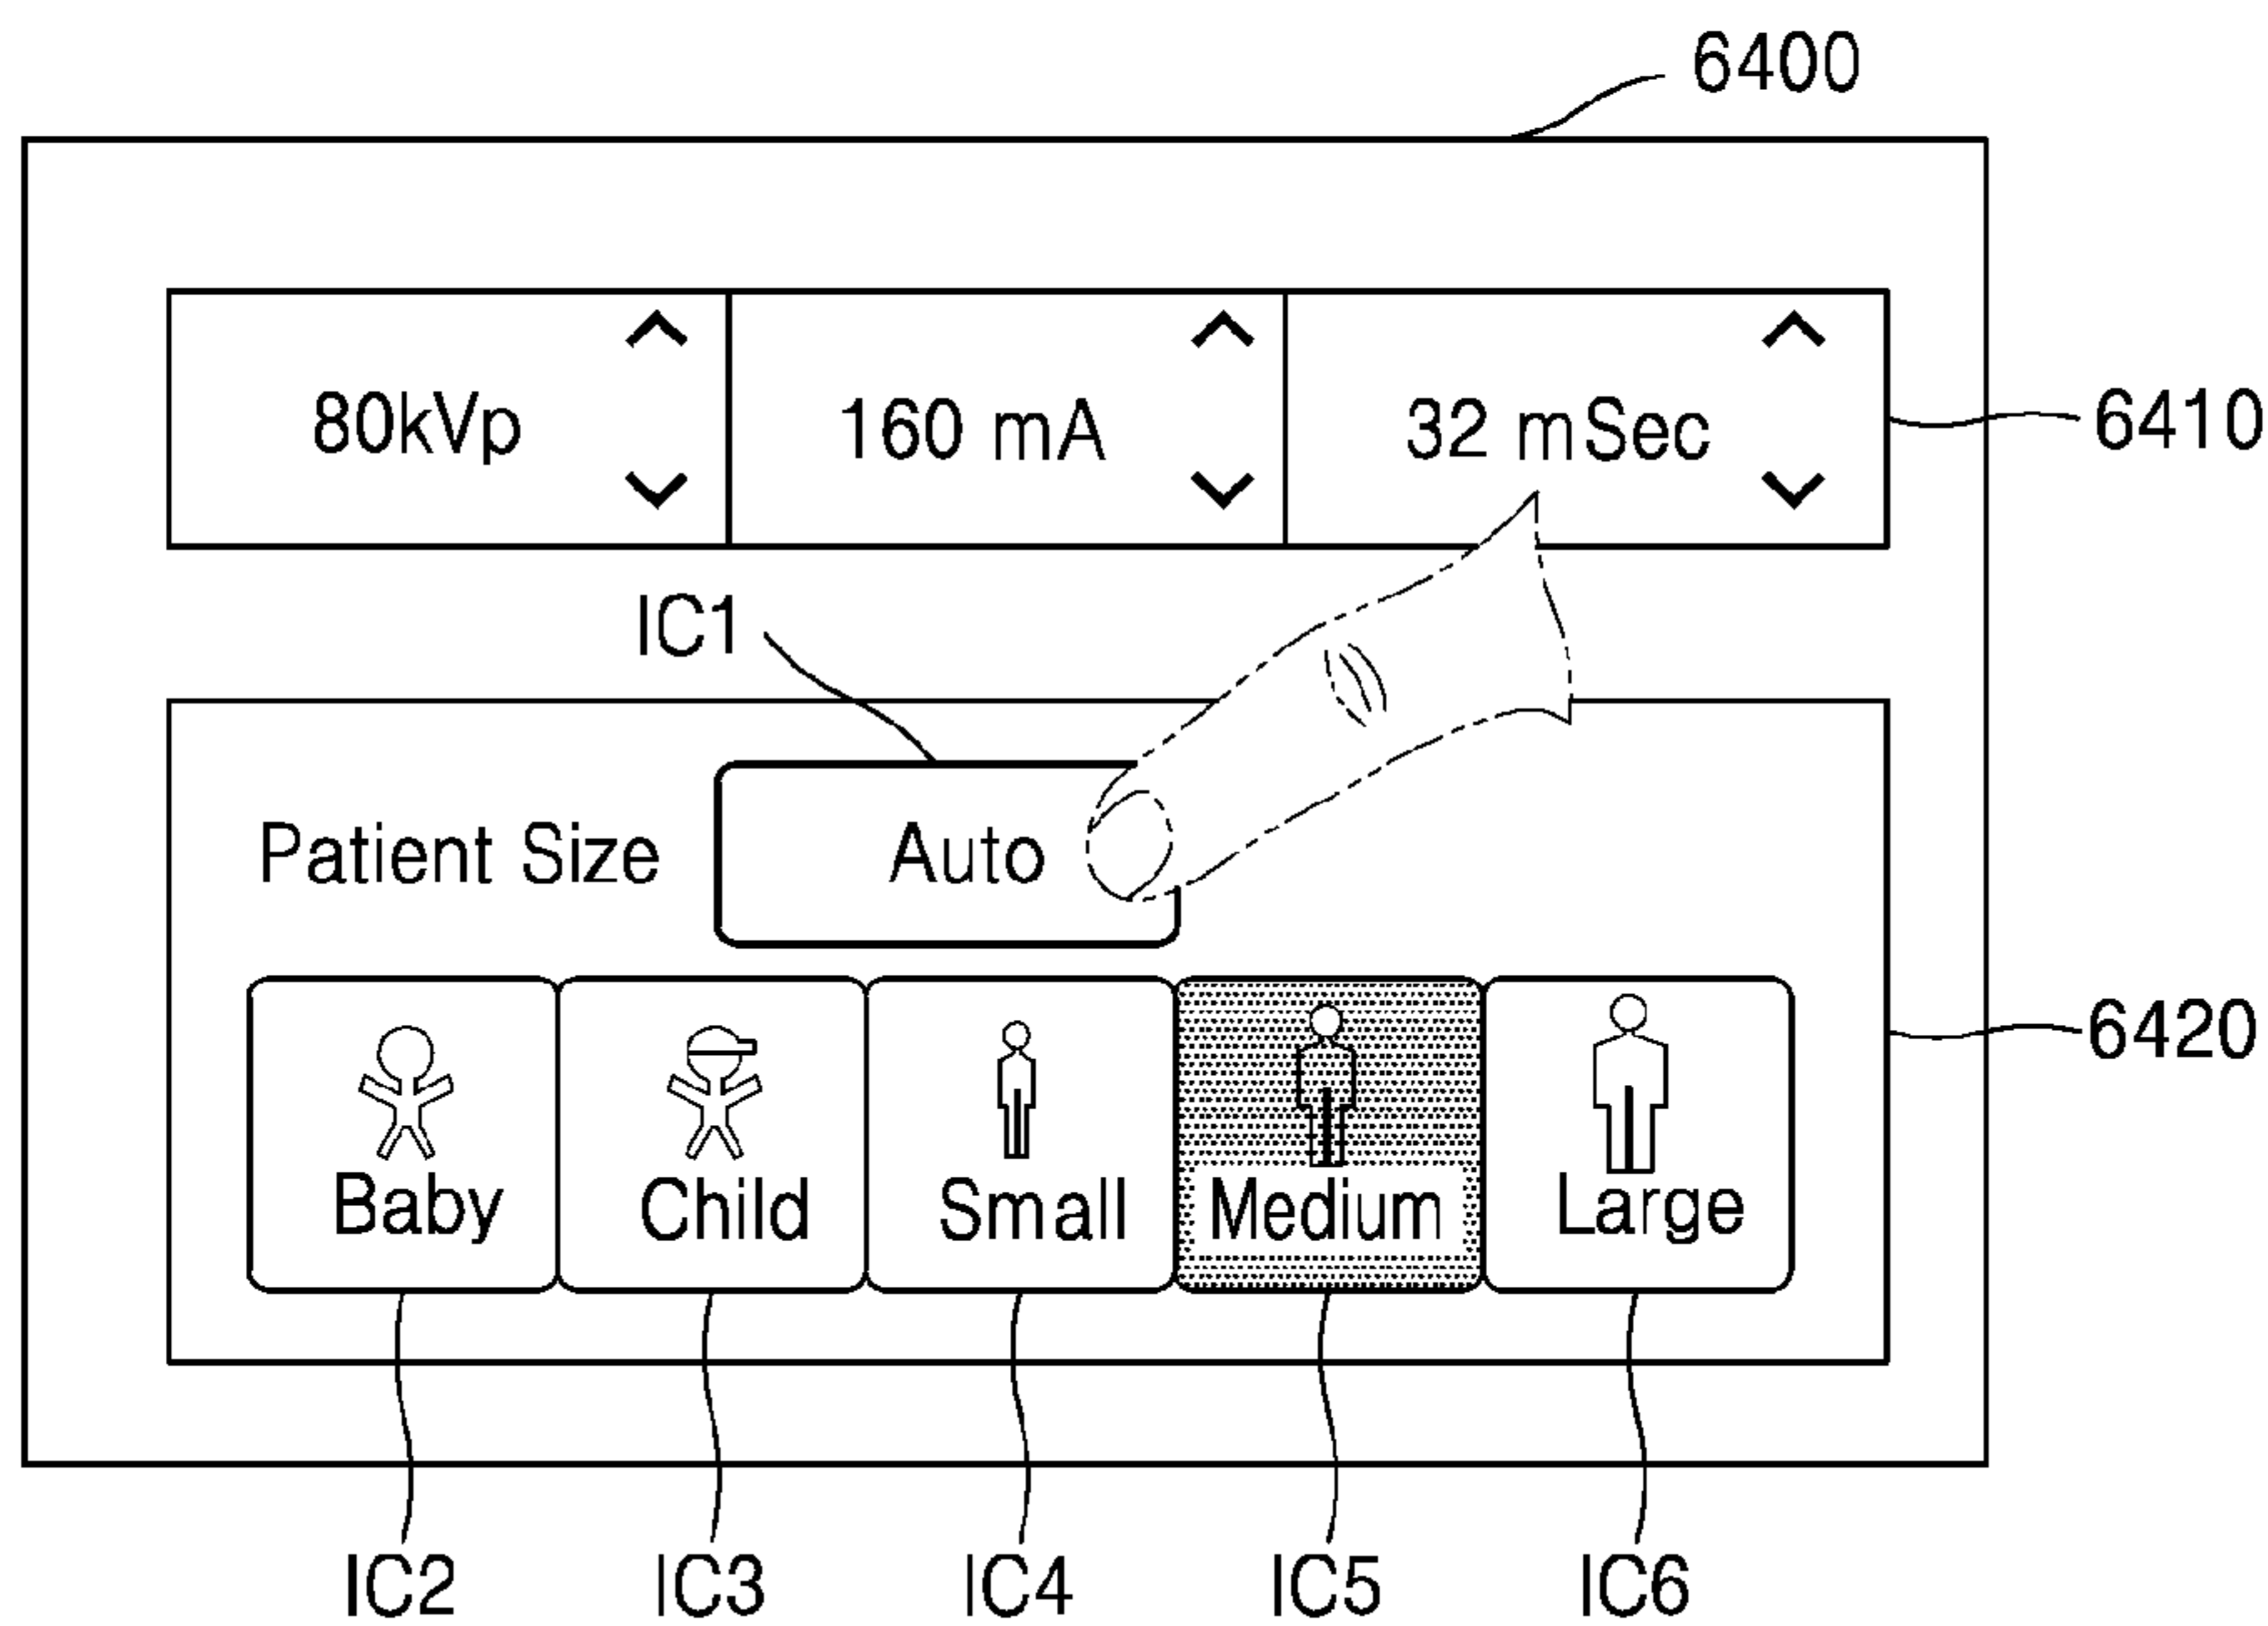 6400
80kVp 160 mA 32 mSec
6410
IC1
Patient Size Auto
6420
Baby Child Small Medium Large
IC2 IC3 IC4 IC5 IC6